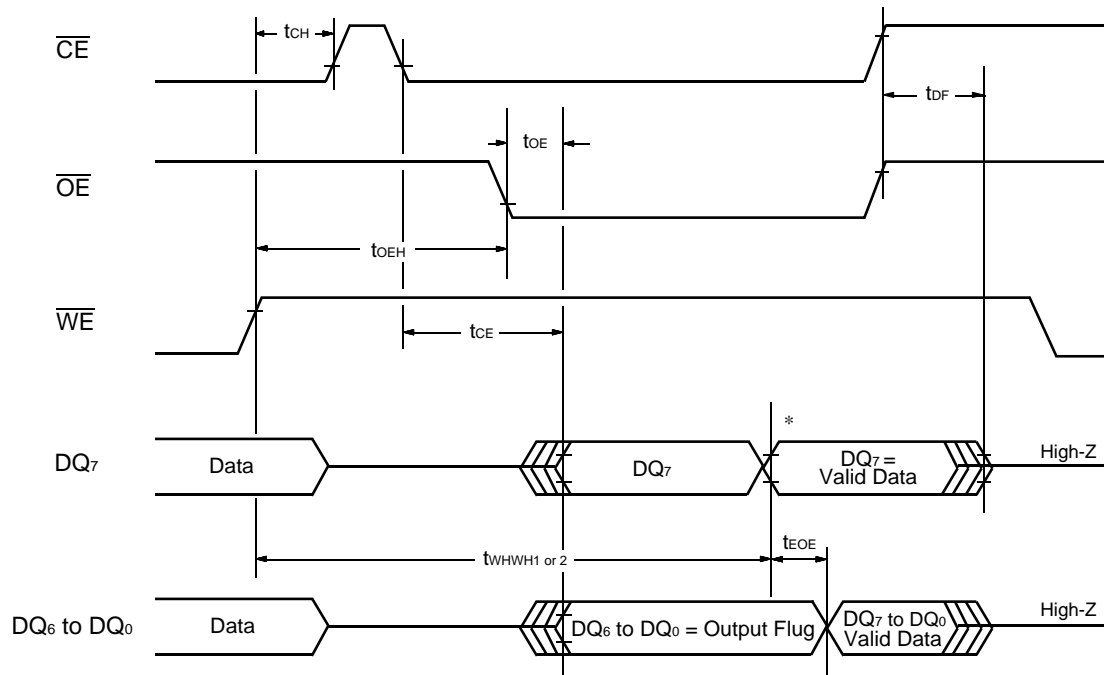 CE
tCH
tDF
OE
tOE
tOEH
WE
tCE
*
DQ7
Data
DQ7
DQ7 =
Valid Data
High-Z
tWHWH1 or 2
tEOE
DQ6 to DQ0
Data
DQ6 to DQ0 = Output Flug
DQ7 to DQ0
Valid Data
High-Z